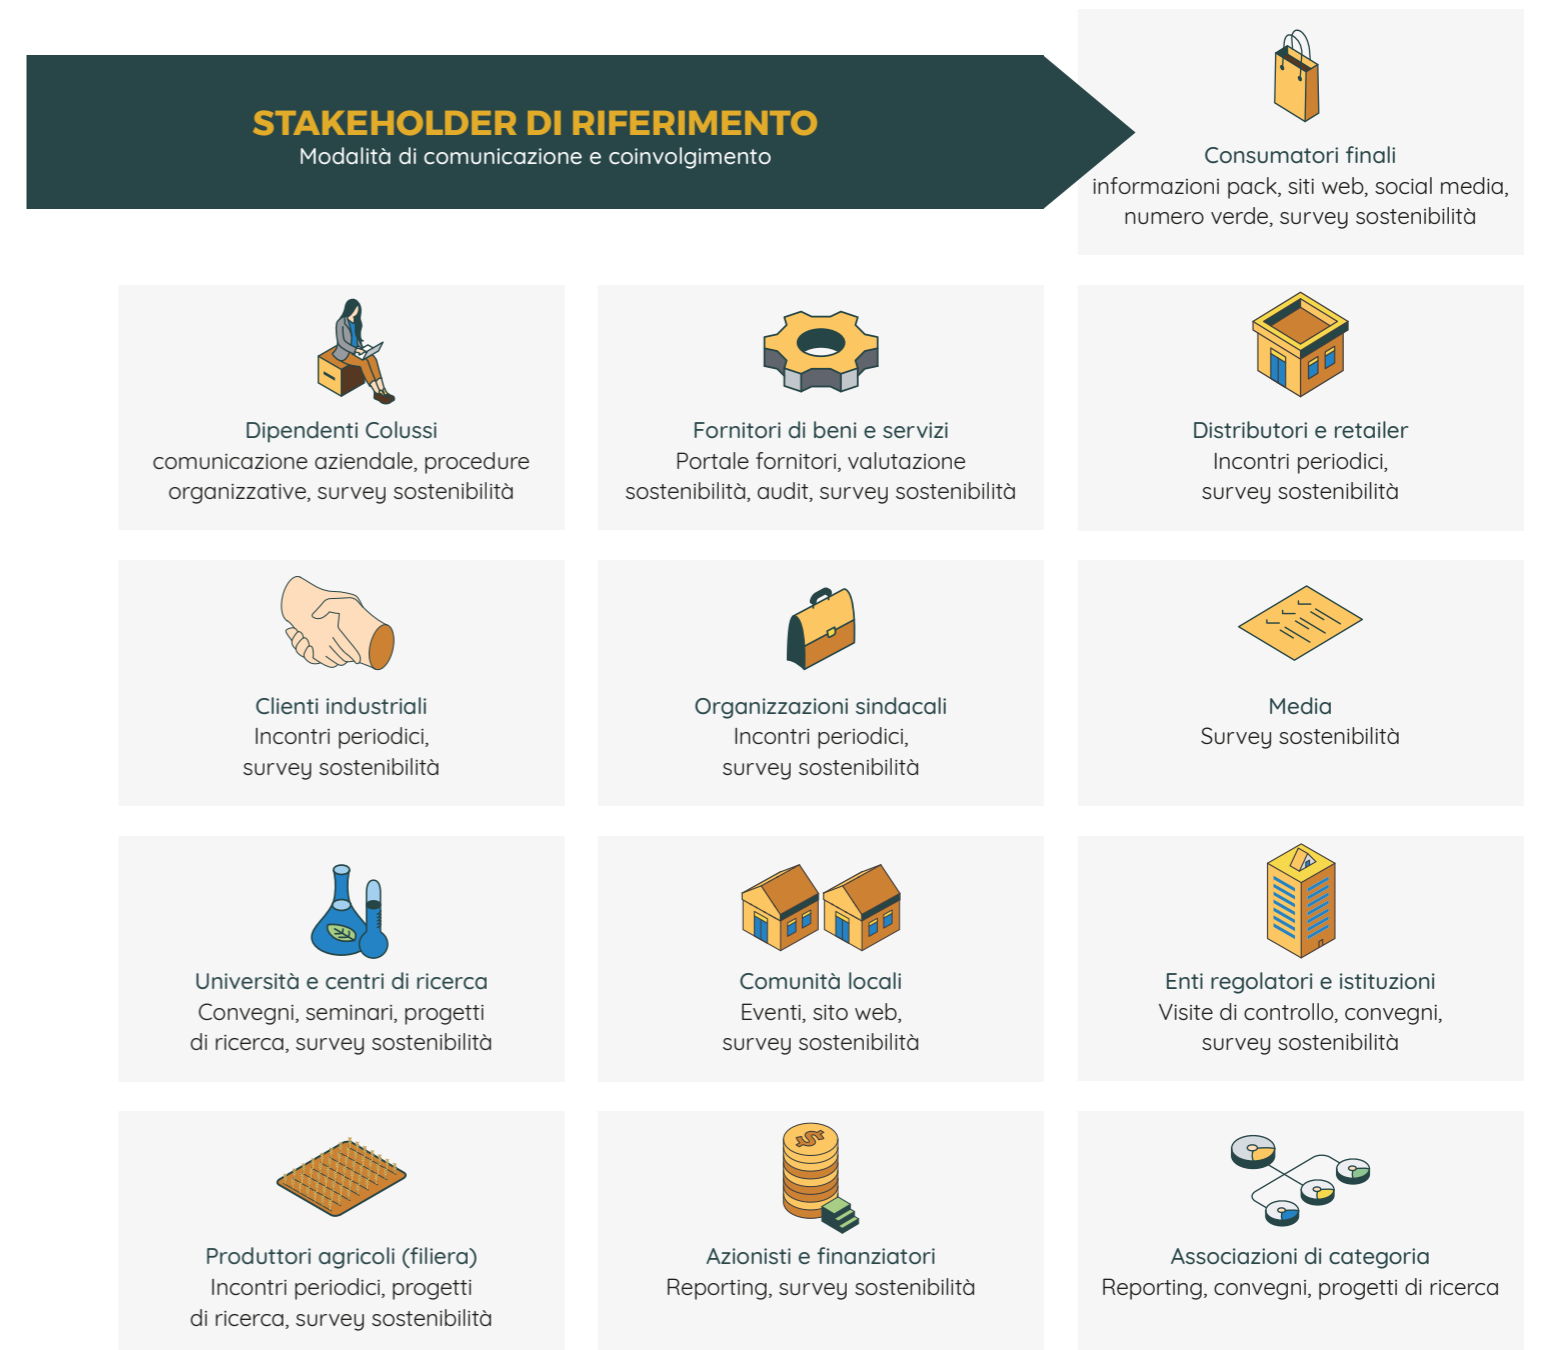 STAKEHOLDER DI RIFERIMENTO
Modalità di comunicazione e coinvolgimento
Consumatori finali
informazioni pack, siti web, social media,
numero verde, survey sostenibilità
Dipendenti Colussi
comunicazione aziendale, procedure
organizzative, survey sostenibilità
Fornitori di beni e servizi
Portale fornitori, valutazione
sostenibilità, audit, survey sostenibilità
Distributori e retailer
Incontri periodici,
survey sostenibilità
Clienti industriali
Incontri periodici,
survey sostenibilità
Organizzazioni sindacali
Incontri periodici,
survey sostenibilità
Media
Survey sostenibilità
Università e centri di ricerca
Convegni, seminari, progetti
di ricerca, survey sostenibilità
Comunità locali
Eventi, sito web,
survey sostenibilità
Enti regolatori e istituzioni
Visite di controllo, convegni,
survey sostenibilità
Produttori agricoli (filiera)
Incontri periodici, progetti
di ricerca, survey sostenibilità
Azionisti e finanziatori
Reporting, survey sostenibilità
Associazioni di categoria
Reporting, convegni, progetti di ricerca